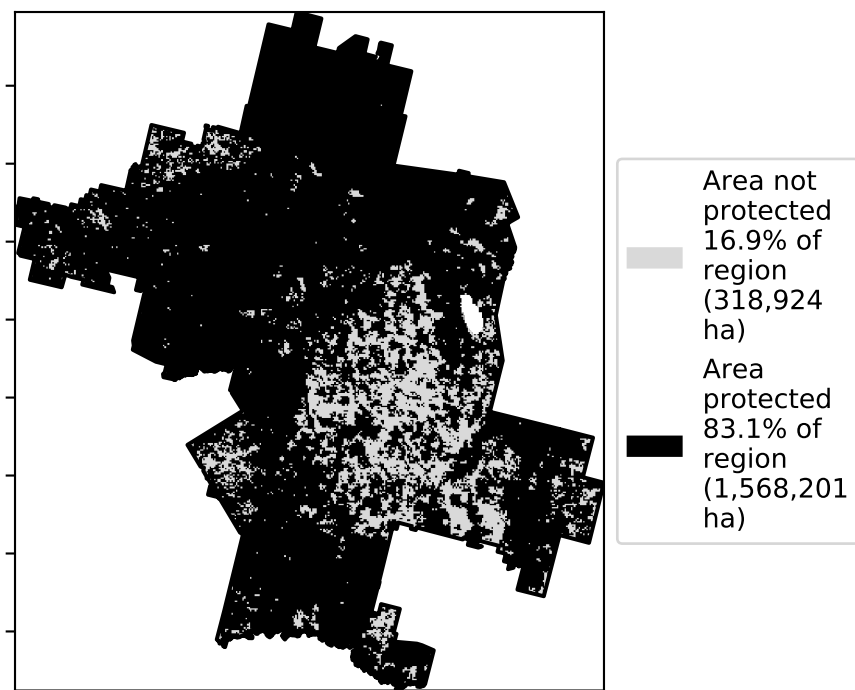 Area not
protected
16.9% of
region
(318,924
ha)
Area
protected
83.1% of
region
(1,568,201
ha)